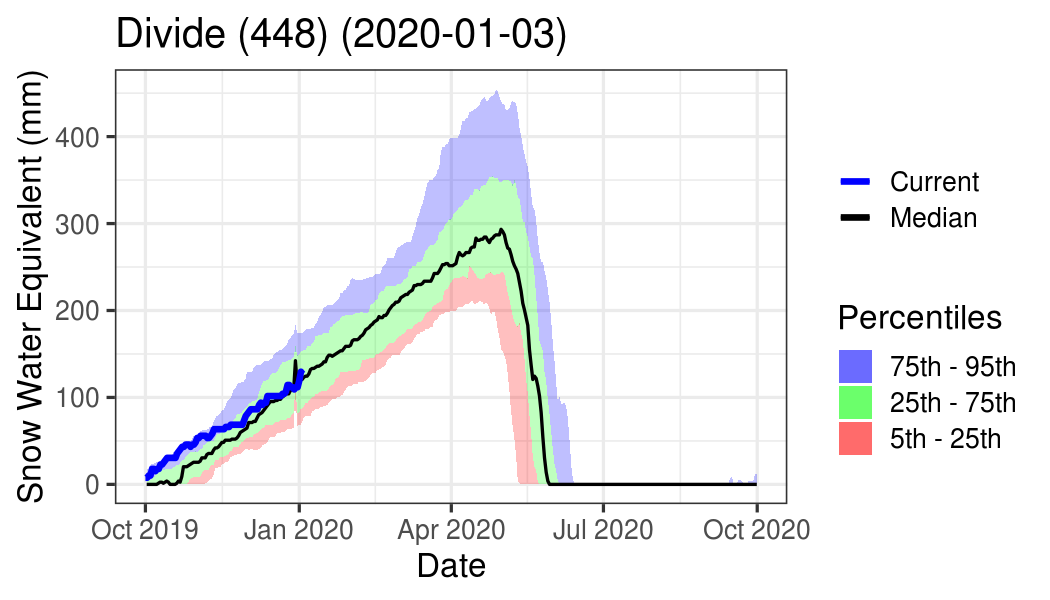 Divide (448) (2020-01-03)
Snow Water Equivalent (mm)
400
300
200
100
0
Oct 2019
Jan 2020
Apr 2020
Jul 2020
Oct 2020
Date
Current
Median
Percentiles
75th - 95th
25th - 75th
5th - 25th